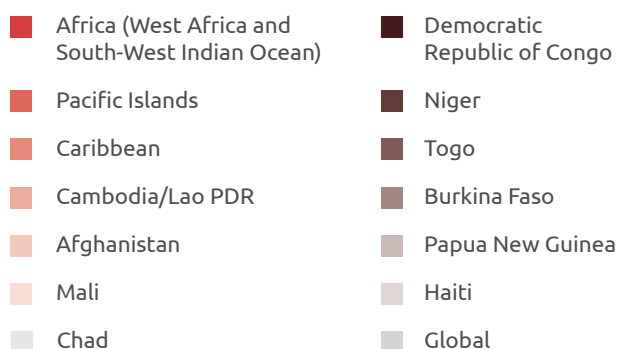 Africa (West Africa and
South-West Indian Ocean)
Pacific Islands
Caribbean
Cambodia/Lao PDR
Afghanistan
Mali
Chad
Democratic
Republic of Congo
Niger
Togo
Burkina Faso
Papua New Guinea
Haiti
Global